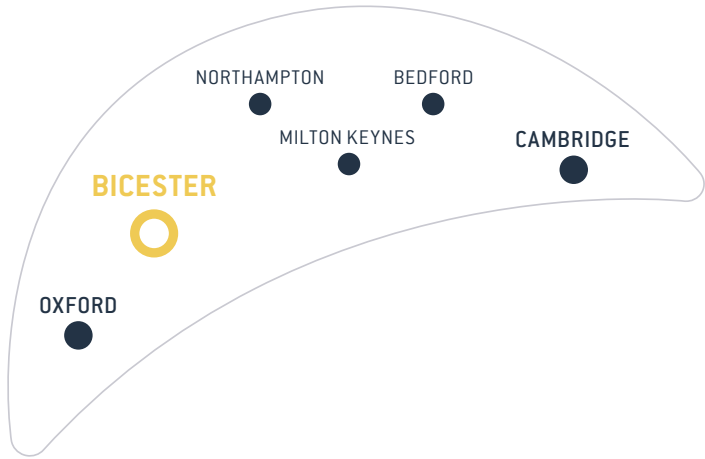 NORTHAMPTON
BEDFORD
MILTON KEYNES
CAMBRIDGE
BICESTER
OXFORD